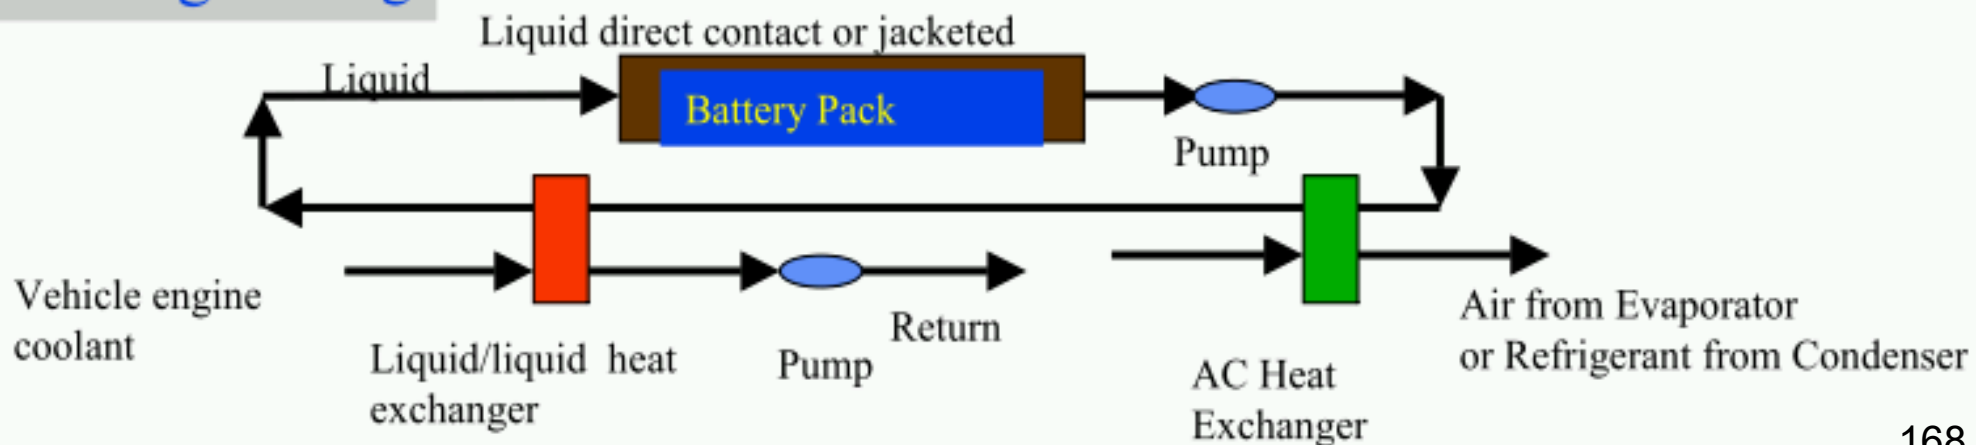 Liquid direct contact or jacketed
Liquid
Battery Pack
Pump
Vehicle engine
coolant
Liquid/liquid heat
exchanger
Pump
Return
AC Heat
Exchanger
Air from Evaporator
or Refrigerant from Condenser
168